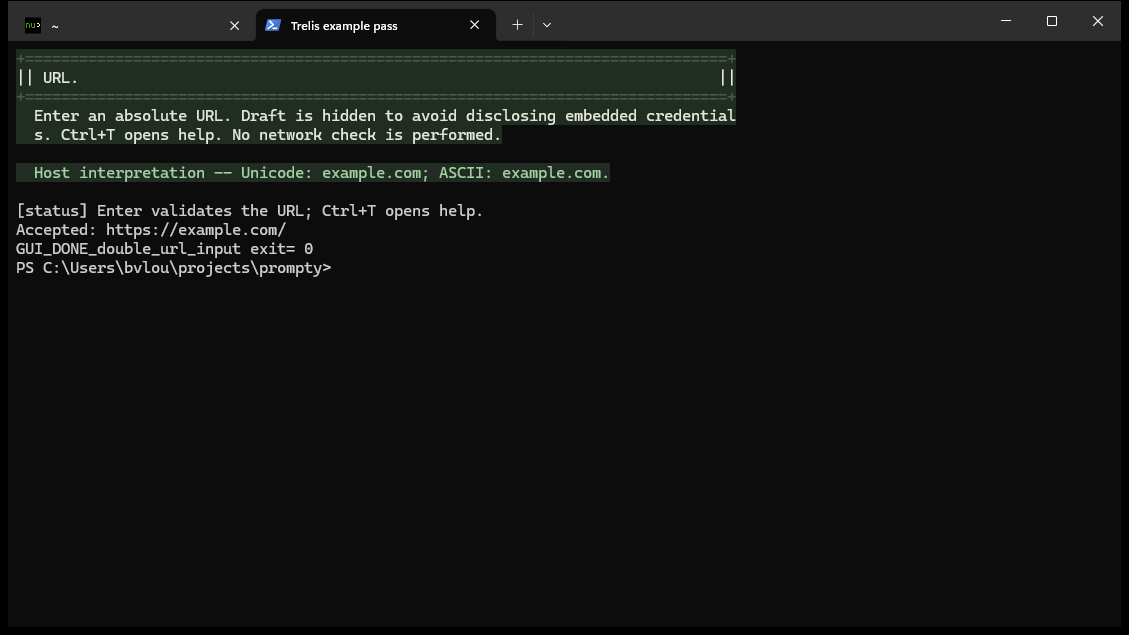 nu> ~
Trelis example pass
+==============================================================================+
|| URL. ||
+==============================================================================+
Enter an absolute URL. Draft is hidden to avoid disclosing embedded credential
s. Ctrl+T opens help. No network check is performed.
Host interpretation -- Unicode: example.com; ASCII: example.com.
[status] Enter validates the URL; Ctrl+T opens help.
Accepted: https://example.com/
GUI_DONE_double_url_input exit= 0
PS C:\Users\bvlou\projects\prompty>